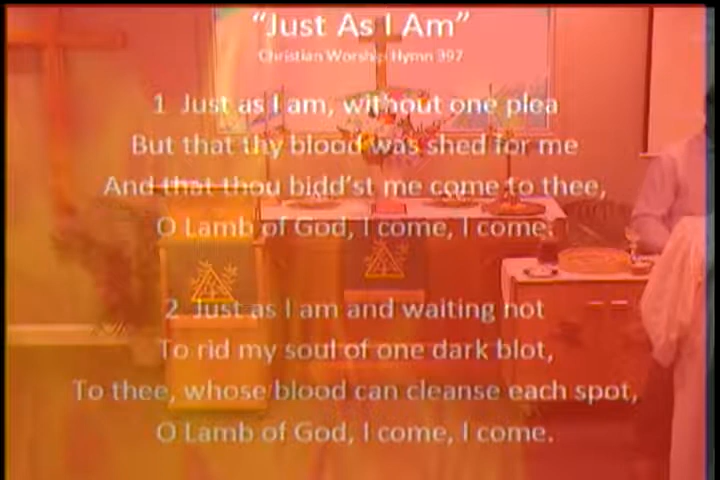 "Just As I Am"
Christian Worship Hymn 397
1 Just as I am, without one plea
But that thy blood was shed for me
And that thou bidd'st me come to thee,
O Lamb of God, I come, I come.
2 Just as I am and waiting not
To rid my soul of one dark blot,
To thee, whose blood can cleanse each spot,
O Lamb of God, I come, I come.